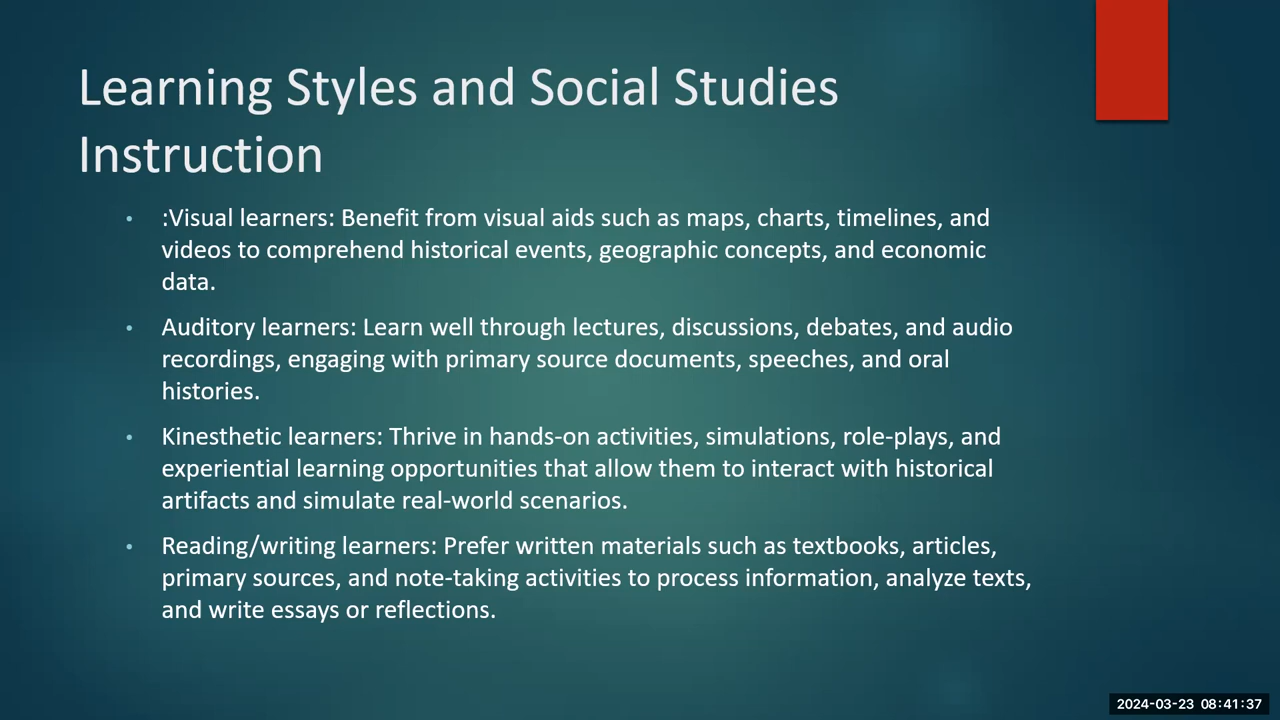 Learning Styles and Social Studies
Instruction
• :Visual learners: Benefit from visual aids such as maps, charts, timelines, and
videos to comprehend historical events, geographic concepts, and economic
data.
• Auditory learners: Learn well through lectures, discussions, debates, and audio
recordings, engaging with primary source documents, speeches, and oral
histories.
• Kinesthetic learners: Thrive in hands-on activities, simulations, role-plays, and
experiential learning opportunities that allow them to interact with historical
artifacts and simulate real-world scenarios.
• Reading/writing learners: Prefer written materials such as textbooks, articles,
primary sources, and note-taking activities to process information, analyze texts,
and write essays or reflections.
2024-03-23 08:41:37